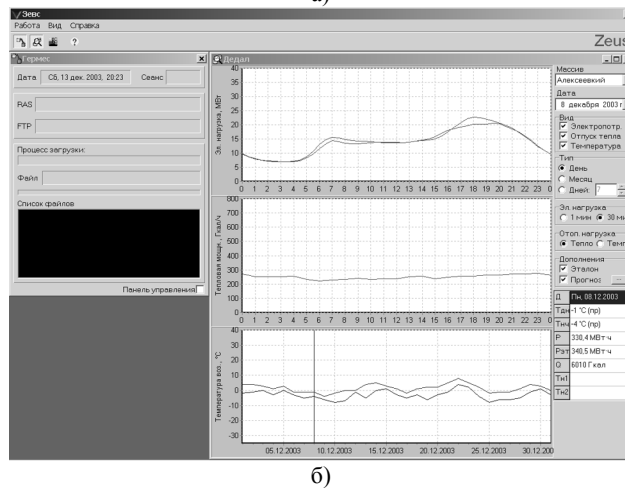 а)
Зевс
Работа Вид Справка
Zeus
Гермес
Дата Сб, 13 дек. 2003, 20:23 Сеанс
RAS
FTP
Процесс загрузки:
Файл
Список файлов
Панель управления
Дедал
Эл. нагрузка, МВт
40
35
30
25
20
15
10
5
0
0 1 2 3 4 5 6 7 8 9 10 11 12 13 14 15 16 17 18 19 20 21 22 23 0
Тепловая мощн., Гкал/ч
800
700
600
500
400
300
200
100
0
0 1 2 3 4 5 6 7 8 9 10 11 12 13 14 15 16 17 18 19 20 21 22 23 0
Температура воз., °С
40
30
20
10
0
-10
-20
-30
05.12.2003 10.12.2003 15.12.2003 20.12.2003 25.12.2003 30.12.200
Массив
Алексеевкий
Дата
8 декабря 2003 г
Вид
Электропотр.
Отпуск тепла
Температура
Тип
День
Месяц
Дней:
Эл. нагрузка
1 мин 30 ми
Отоп. нагрузка
Тепло Темп
Дополнения
Эталон
Прогноз ...
Д Пн, 08.12.2003
Тдн -1 °С (пр)
Тнч -4 °С (пр)
Р 330,4 МВт·ч
Рэт 340,5 МВт·ч
Q 6010 Гкал
Тн1
Тн2
б)